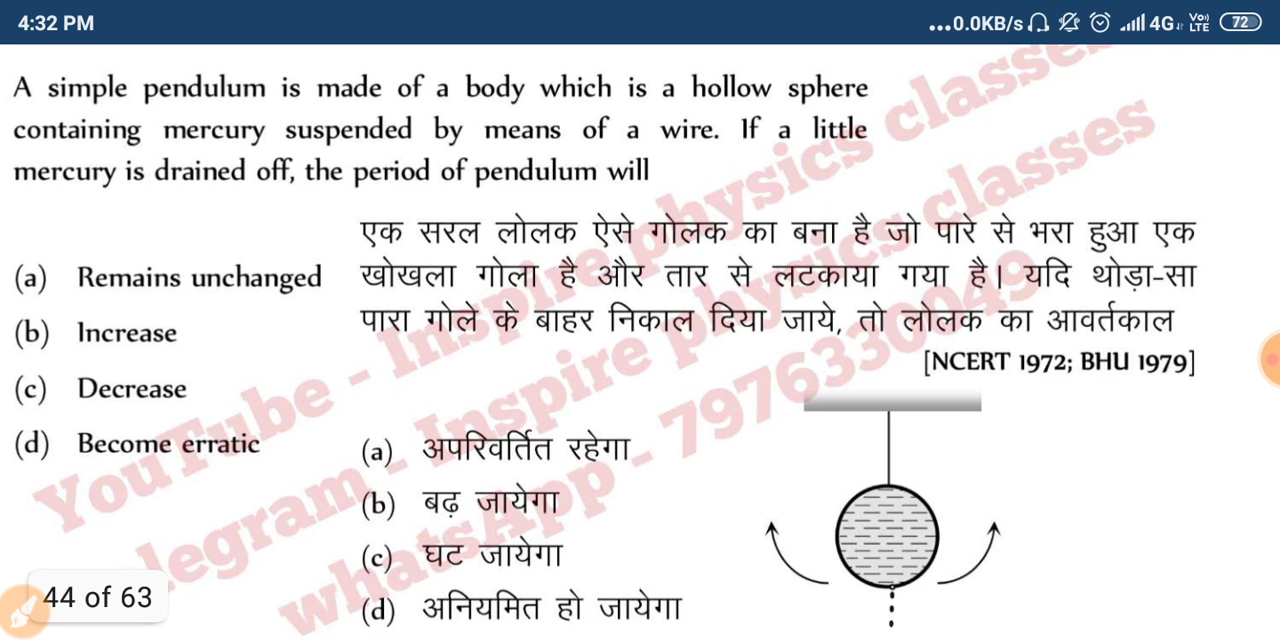 4:32 PM
...0.0KB/s 4G Vo)) LTE 72
A simple pendulum is made of a body which is a hollow sphere
containing mercury suspended by means of a wire. If a little
mercury is drained off, the period of pendulum will
एक सरल लोलक ऐसे गोलक का बना है जो पारे से भरा हुआ एक
खोखला गोला है और तार से लटकाया गया है। यदि थोड़ा-सा
पारा गोले के बाहर निकाल दिया जाये, तो लोलक का आवर्तकाल
[NCERT 1972; BHU 1979]
(a) Remains unchanged
(b) Increase
(c) Decrease
(d) Become erratic
(a) अपरिवर्तित रहेगा
(b) बढ़ जायेगा
(c) घट जायेगा
(d) अनियमित हो जायेगा
YouTube - Inspire physics classes
legram - Inspire physics classes
whatsApp - 7976330049
44 of 63